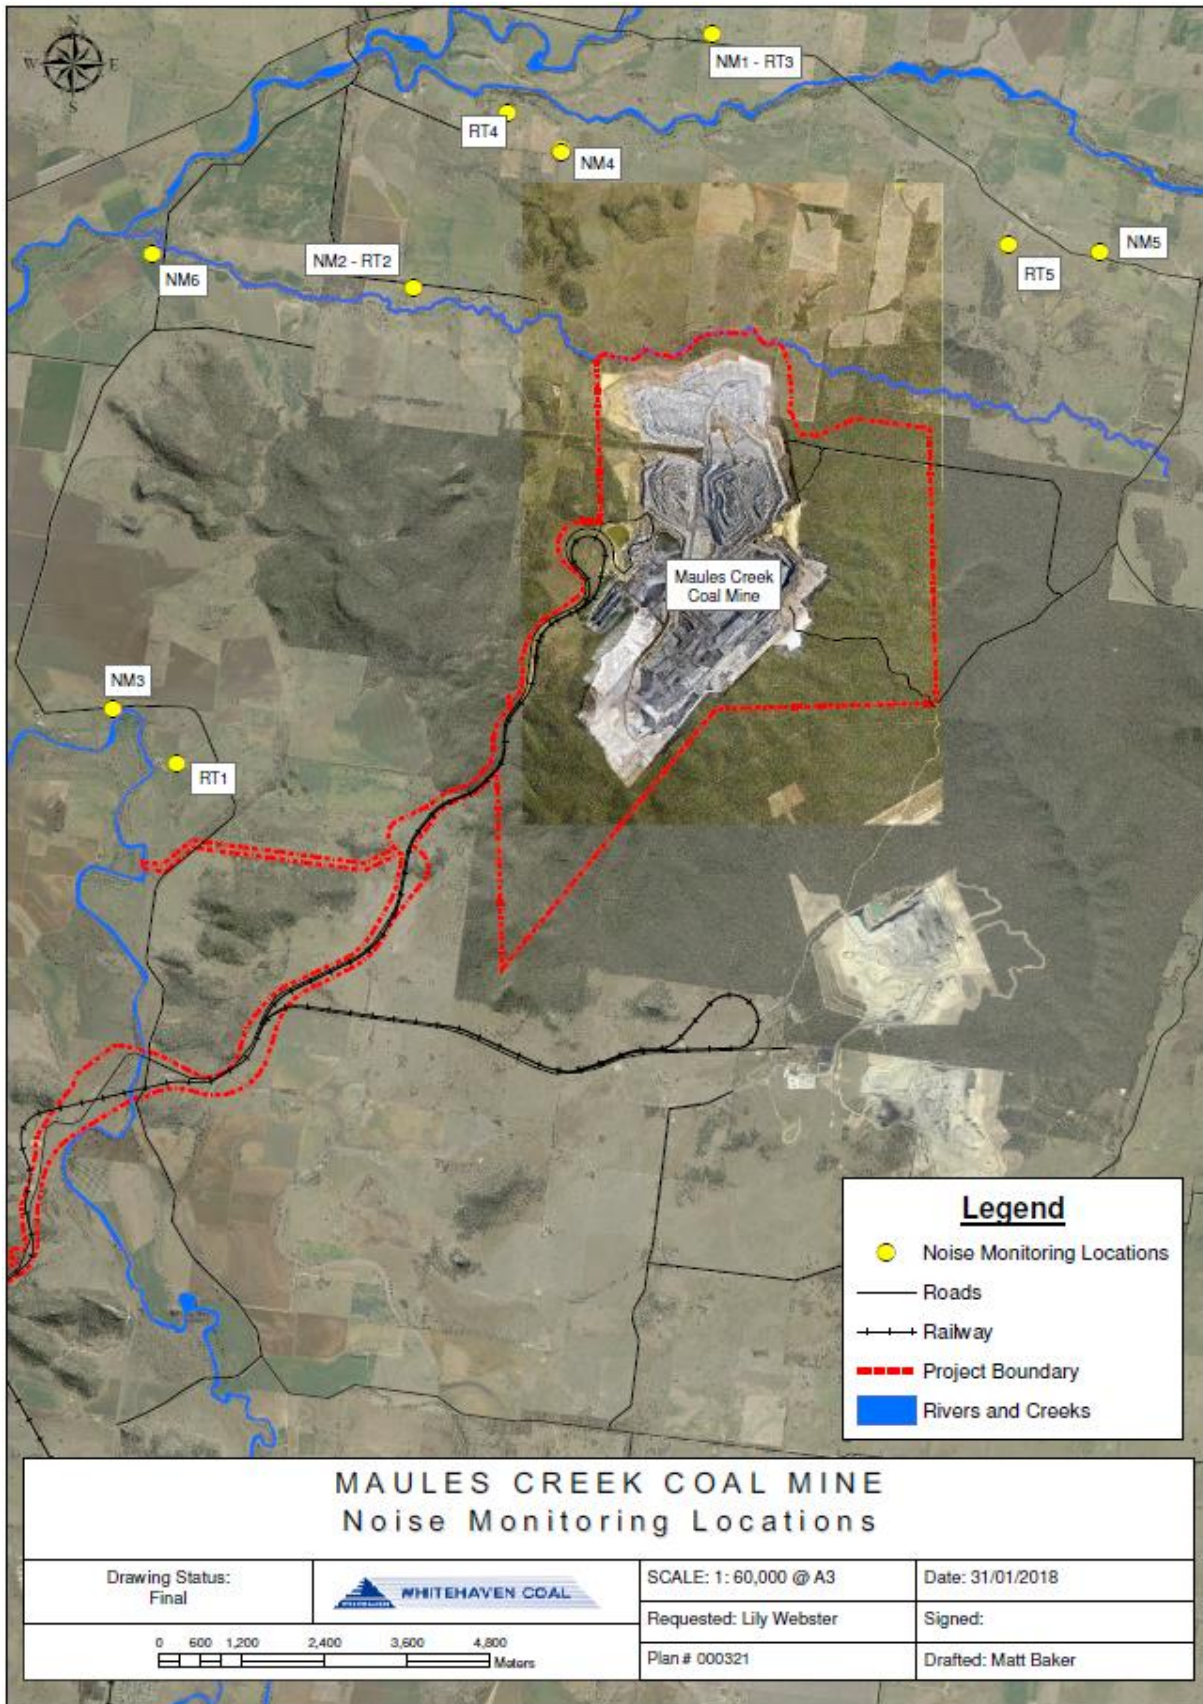 N
W E
S
NM1 - RT3
RT4
NM4
NM5
RT5
NM2 - RT2
NM6
Maules Creek
Coal Mine
NM3
RT1
Legend
Noise Monitoring Locations
Roads
Railway
Project Boundary
Rivers and Creeks
MAULES CREEK COAL MINE
Noise Monitoring Locations
Drawing Status:
Final
WHITEHAVEN COAL
SCALE: 1: 60,000 @ A3
Date: 31/01/2018
Requested: Lily Webster
Signed:
0 600 1,200 2,400 3,600 4,800
Meters
Plan # 000321
Drafted: Matt Baker